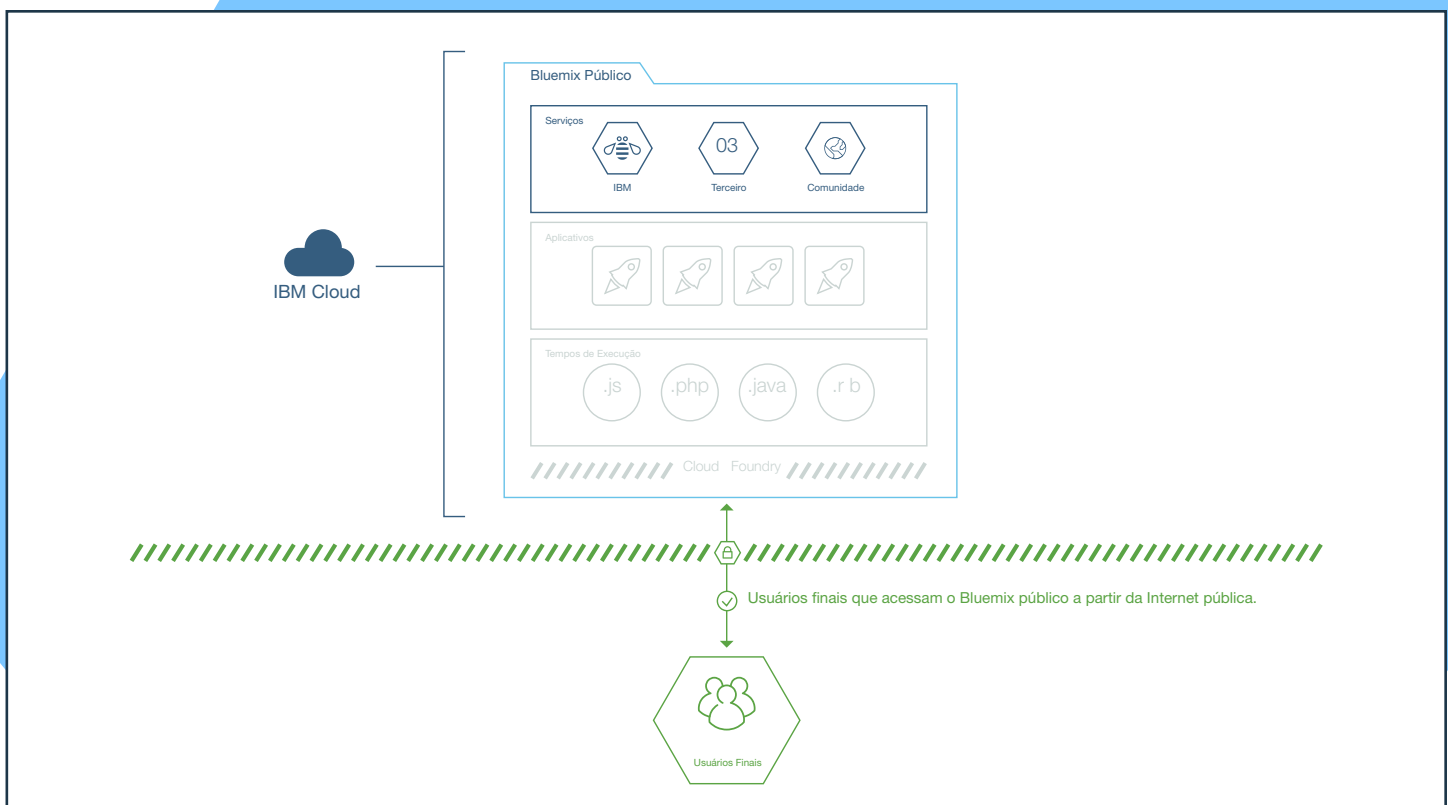 Bluemix Público
Serviços
03
IBM
Terceiro
Comunidade
IBM Cloud
Aplicativos
Tempos de Execução
.js
.php
.java
.r b
Cloud Foundry
Usuários finais que acessam o Bluemix público a partir da Internet pública.
Usuários Finais